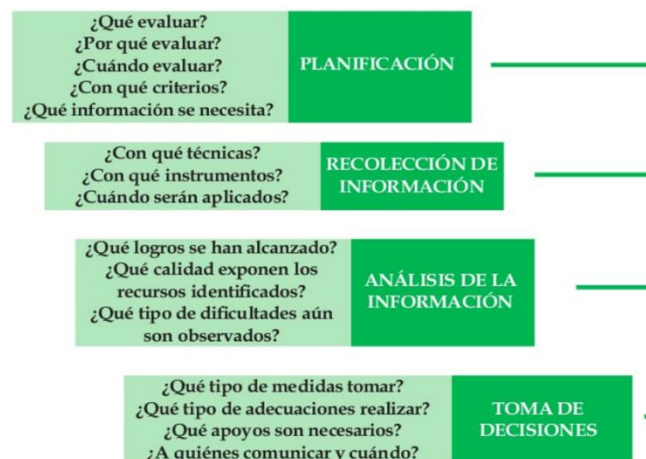 ¿Qué evaluar?
¿Por qué evaluar?
¿Cuándo evaluar?
¿Con qué criterios?
¿Qué información se necesita?
PLANIFICACIÓN
¿Con qué técnicas?
¿Con qué instrumentos?
¿Cuándo serán aplicados?
RECOLECCIÓN DE
INFORMACIÓN
¿Qué logros se han alcanzado?
¿Qué calidad exponen los
recursos identificados?
¿Qué tipo de dificultades aún
son observados?
ANÁLISIS DE LA
INFORMACIÓN
¿Qué tipo de medidas tomar?
¿Qué tipo de adecuaciones realizar?
¿Qué apoyos son necesarios?
¿A quiénes comunicar y cuándo?
TOMA DE
DECISIONES